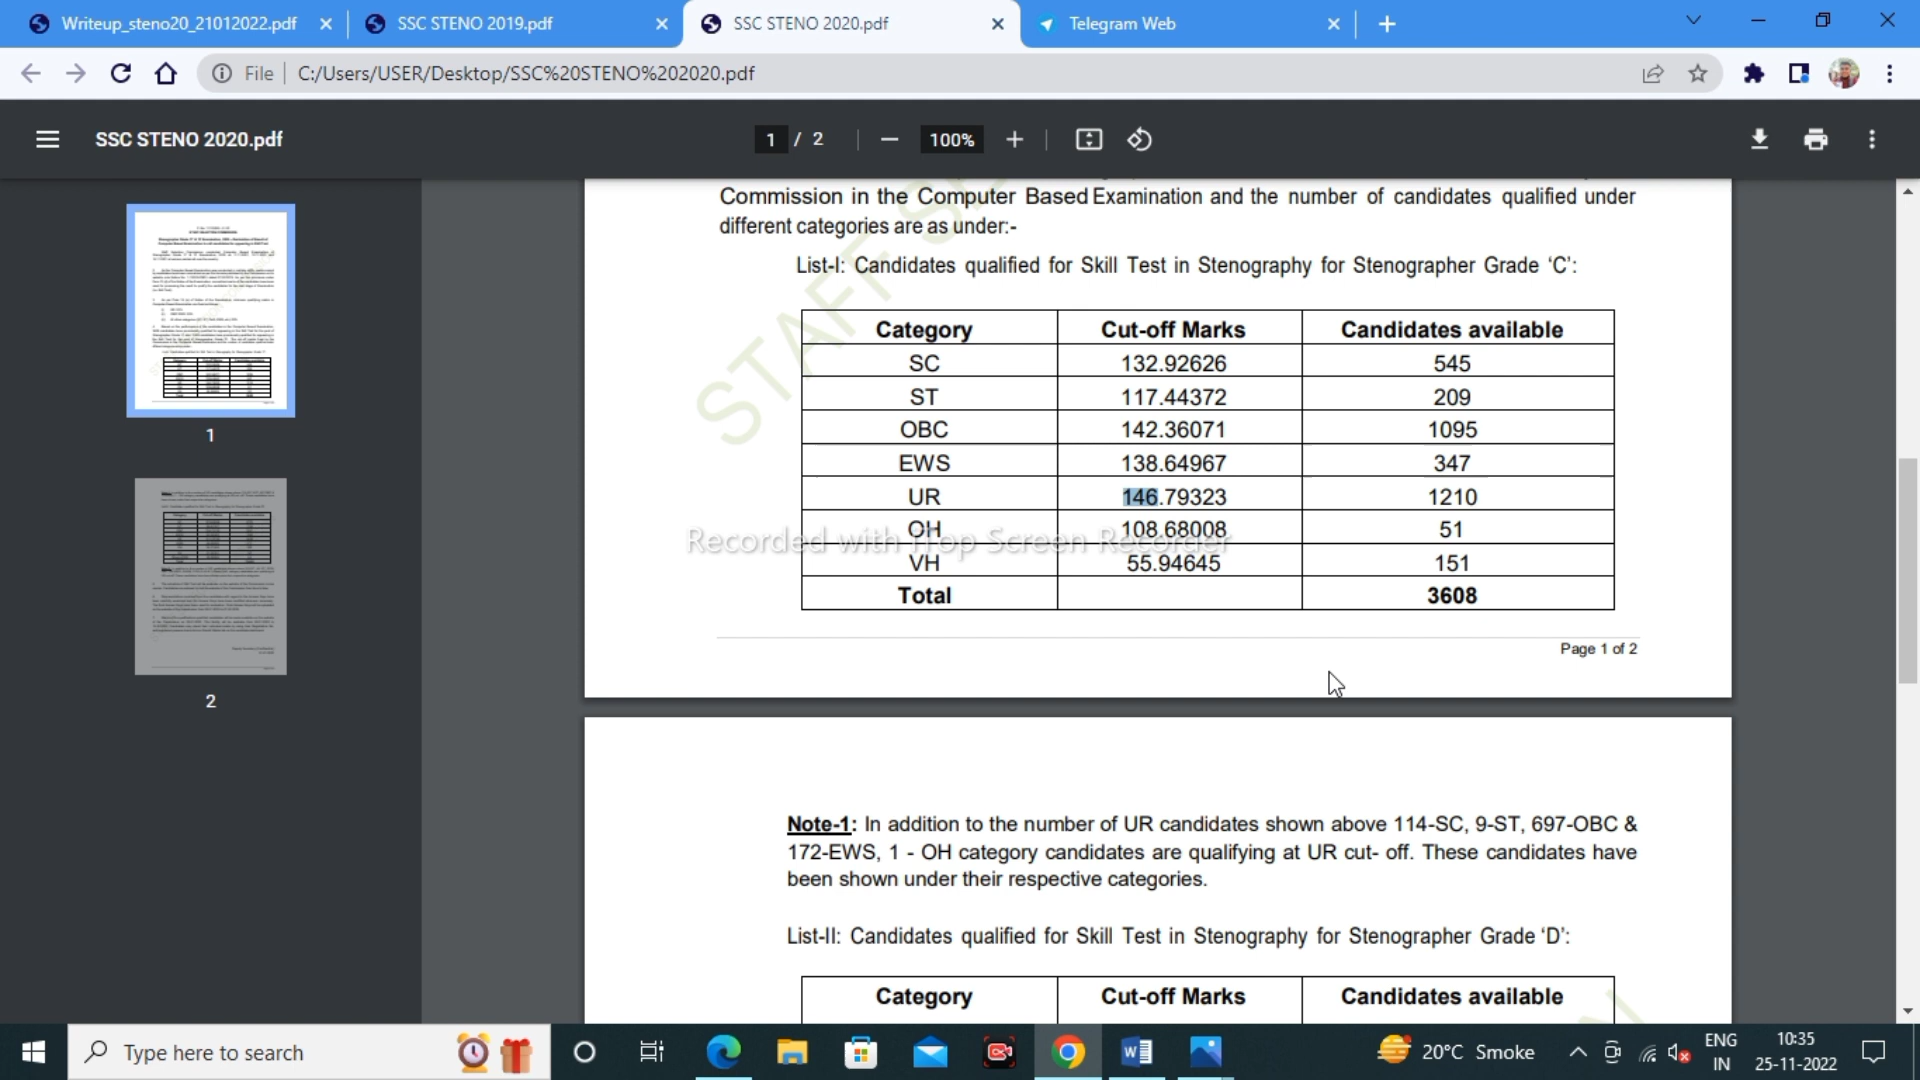 Writeup_steno20_21012022.pdf
SSC STENO 2019.pdf
SSC STENO 2020.pdf
Telegram Web
File
C:/Users/USER/Desktop/SSC%20STENO%202020.pdf
SSC STENO 2020.pdf
1 / 2
100%
1
2
Commission in the Computer Based Examination and the number of candidates qualified under
different categories are as under:-
List-I: Candidates qualified for Skill Test in Stenography for Stenographer Grade ‘C’:
Category Cut-off Marks Candidates available
SC 132.92626 545
ST 117.44372 209
OBC 142.36071 1095
EWS 138.64967 347
UR 146.79323 1210
OH 108.68008 51
VH 55.94645 151
Total 3608
Recorded with iTop Screen Recorder
Page 1 of 2
Note-1: In addition to the number of UR candidates shown above 114-SC, 9-ST, 697-OBC &
172-EWS, 1 - OH category candidates are qualifying at UR cut- off. These candidates have
been shown under their respective categories.
List-II: Candidates qualified for Skill Test in Stenography for Stenographer Grade ‘D’:
Category Cut-off Marks Candidates available
Type here to search
20°C Smoke
ENG
IN
10:35
25-11-2022